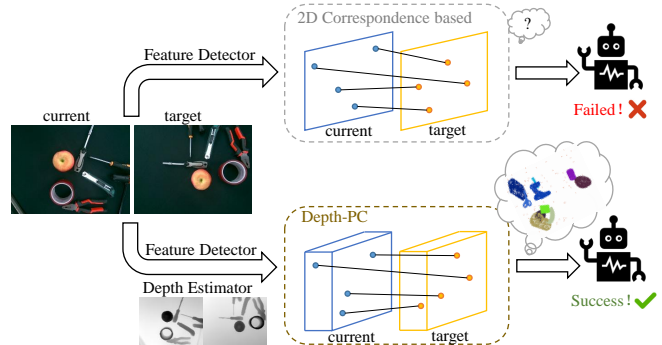 2D Correspondence based
?
Feature Detector
current
target
Failed!
current
target
Depth-PC
Feature Detector
Depth Estimator
current
target
Success!